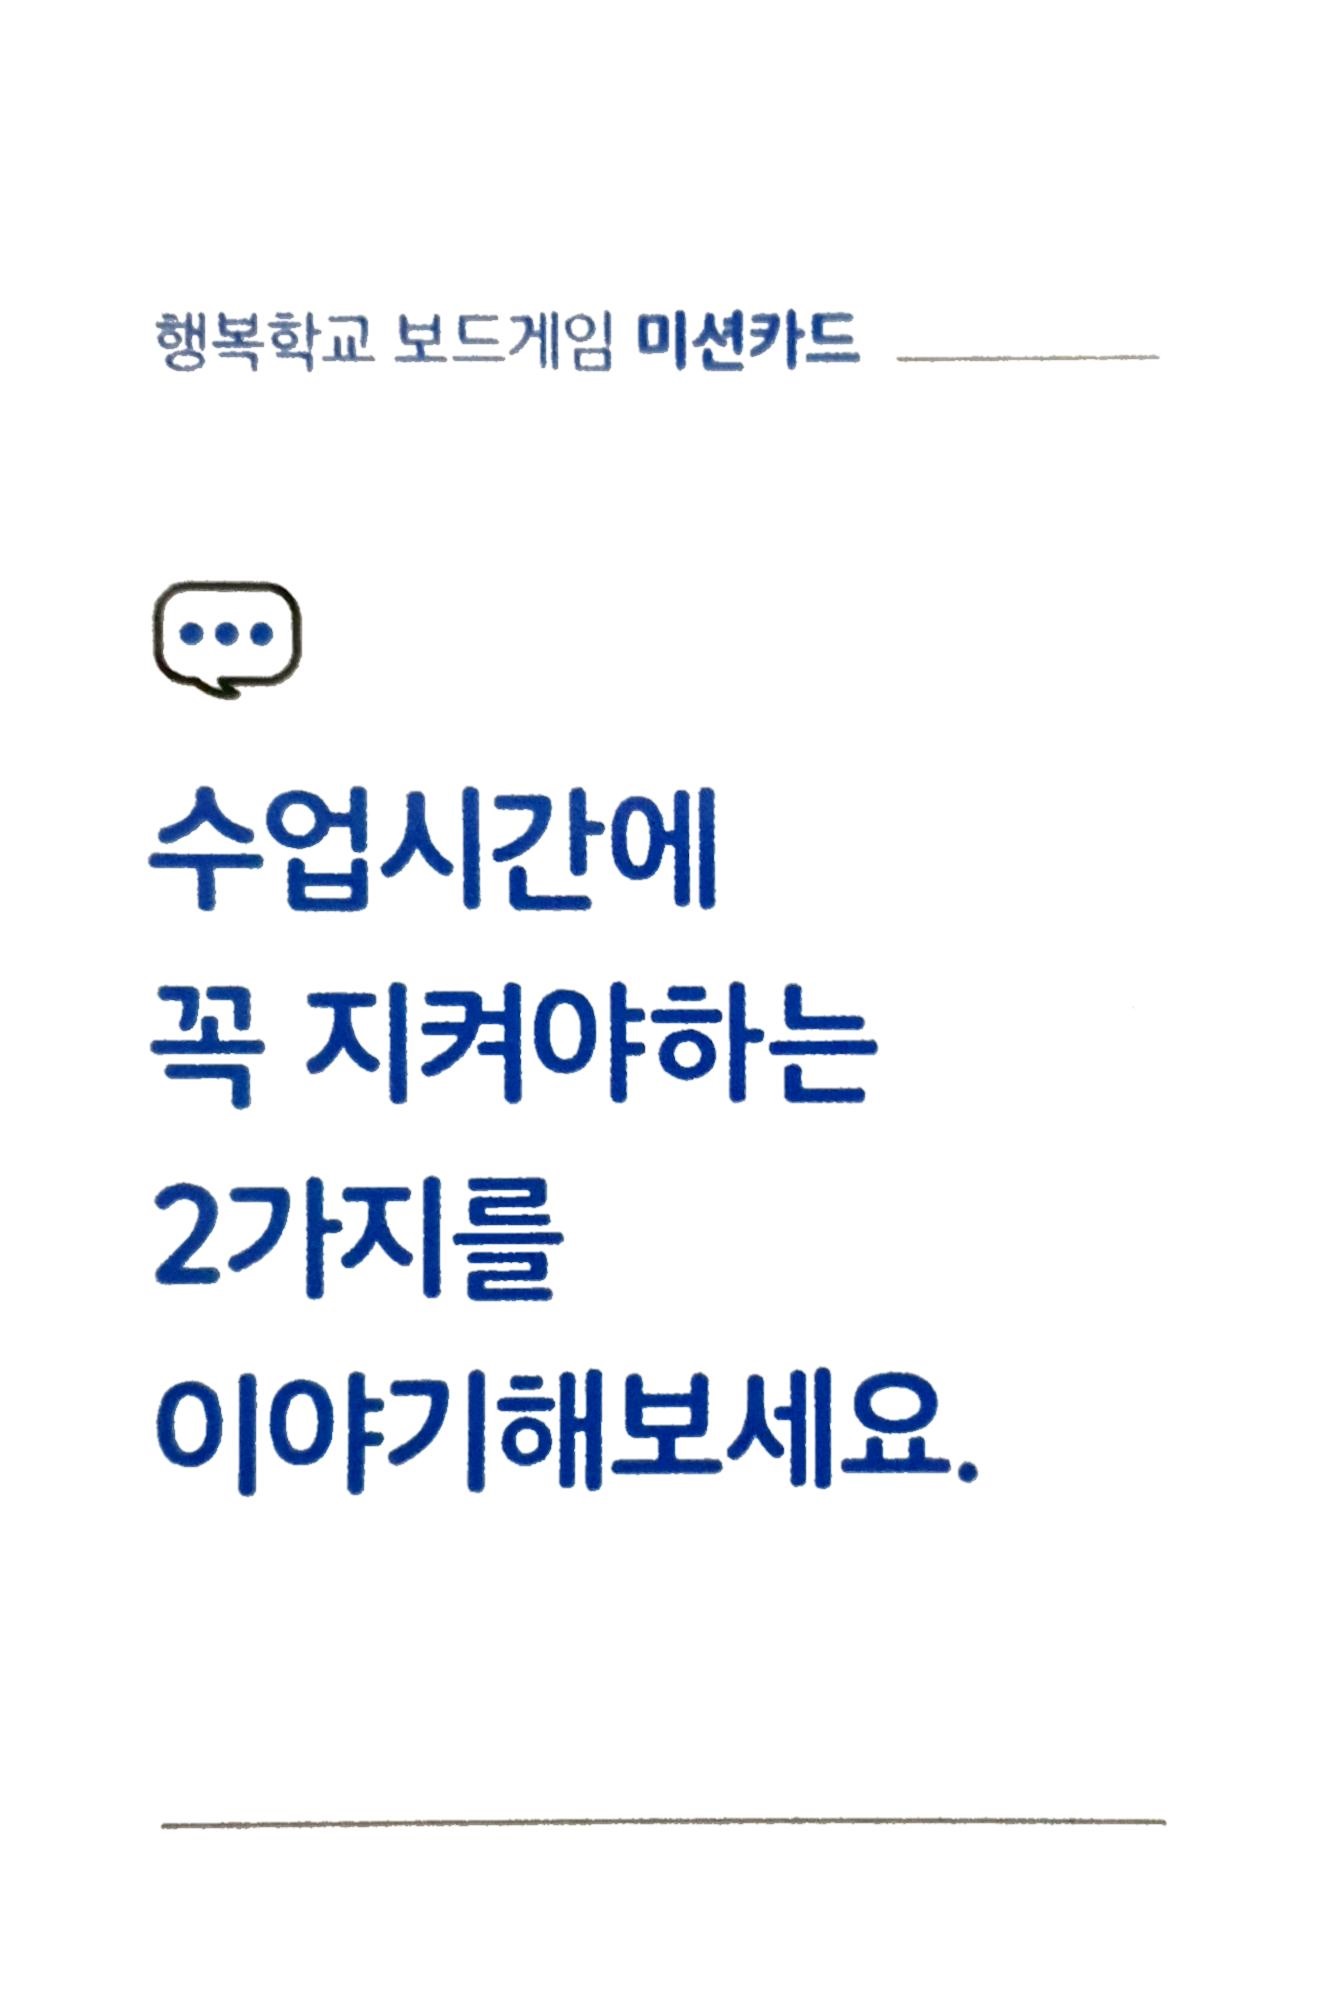 행복학교 보드게임 미션카드
수업시간에
꼭 지켜야하는
2가지를
이야기해보세요.